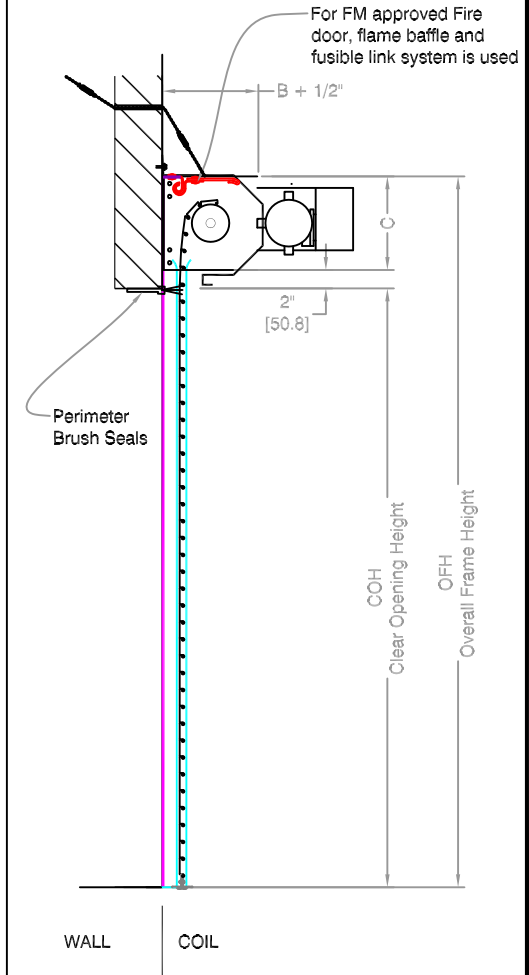 For FM approved Fire
door, flame baffle and
fusible link system is used
B + 1/2"
C
2"
[50.8]
Perimeter
Brush Seals
COH
Clear Opening Height
OFH
Overall Frame Height
WALL
COIL